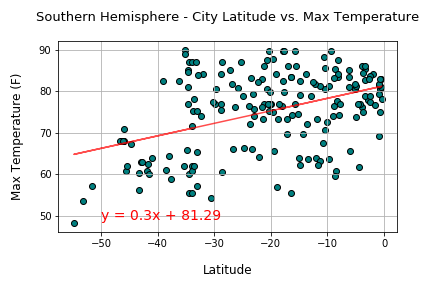 Southern Hemisphere - City Latitude vs. Max Temperature
90
80
70
60
50
Max Temperature (F)
y = 0.3x + 81.29
−50
−40
−30
−20
−10
0
Latitude